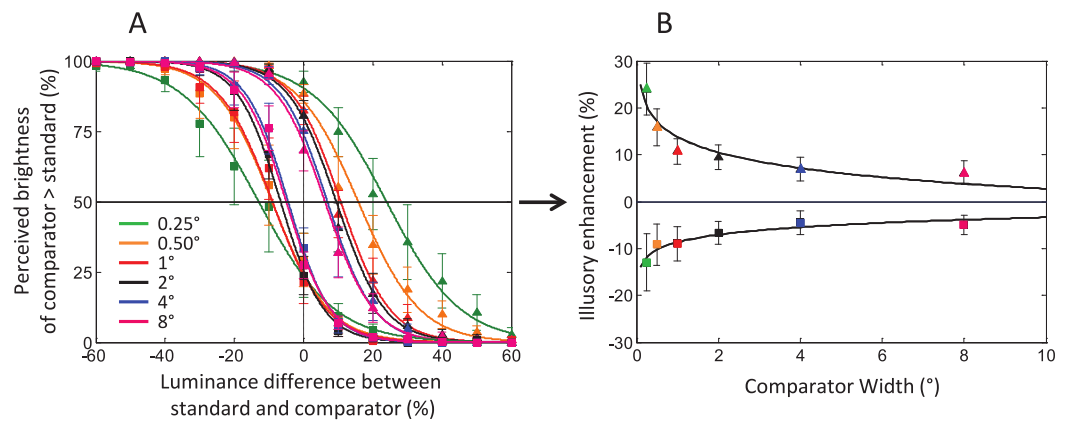 A
B
Perceived brightness
of comparator > standard (%)
100
75
50
25
0
0.25°
0.50°
1°
2°
4°
8°
-60 -40 -20 0 20 40 60
Luminance difference between
standard and comparator (%)
Illusory enhancement (%)
30
20
10
0
-10
-20
-30
0 2 4 6 8 10
Comparator Width (°)